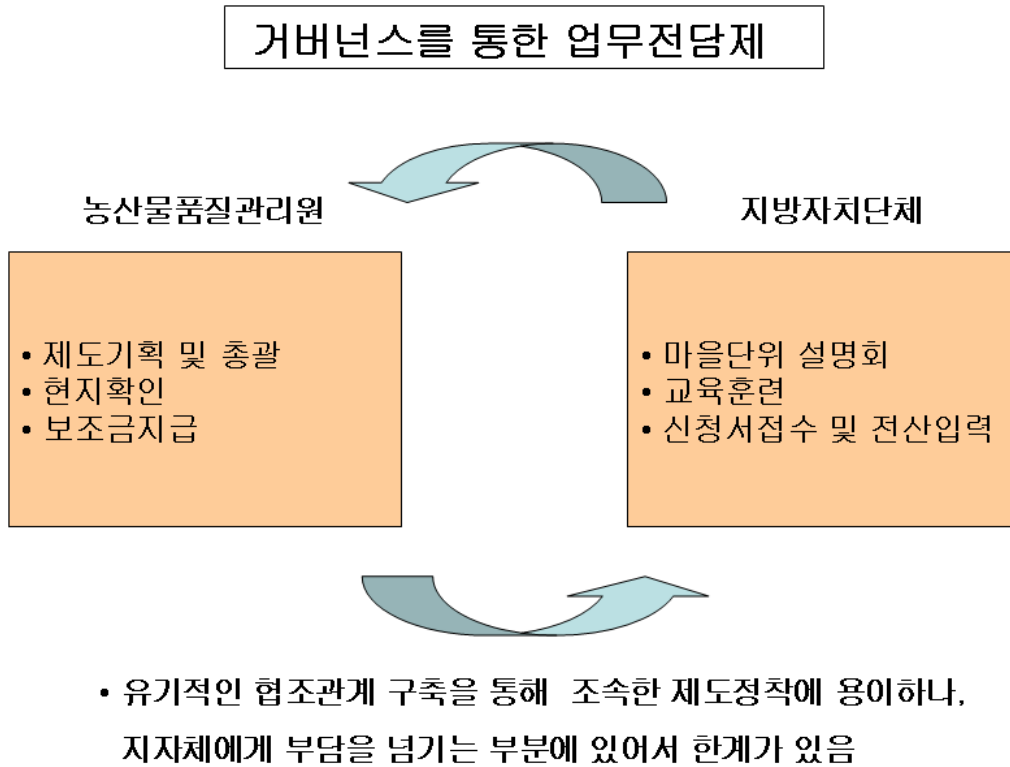 거버넌스를 통한 업무전담제
농산물품질관리원
지방자치단체
• 제도기획 및 총괄
• 현지확인
• 보조금지급
• 마을단위 설명회
• 교육훈련
• 신청서접수 및 전산입력
• 유기적인 협조관계 구축을 통해 조속한 제도정착에 용이하나,
지자체에게 부담을 넘기는 부분에 있어서 한계가 있음